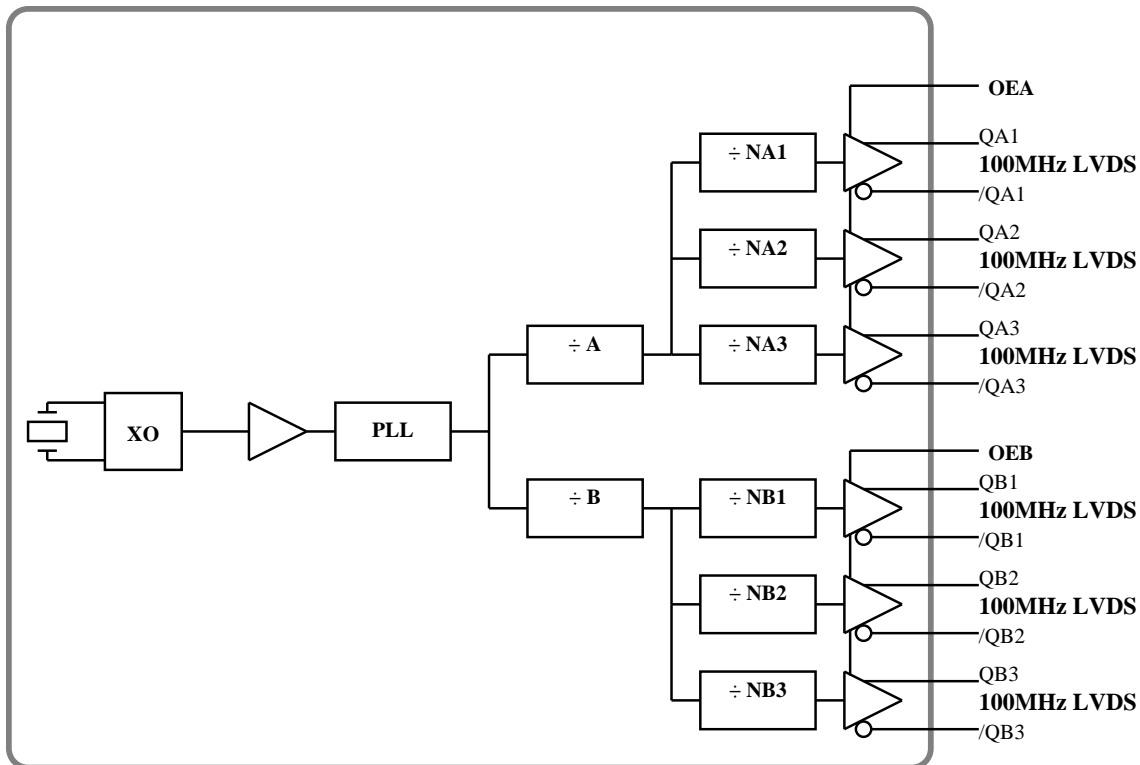 OEA
÷ NA1
QA1
100MHz LVDS
/QA1
÷ NA2
QA2
100MHz LVDS
/QA2
÷ A
÷ NA3
QA3
100MHz LVDS
/QA3
XO
PLL
OEB
÷ B
÷ NB1
QB1
100MHz LVDS
/QB1
÷ NB2
QB2
100MHz LVDS
/QB2
÷ NB3
QB3
100MHz LVDS
/QB3